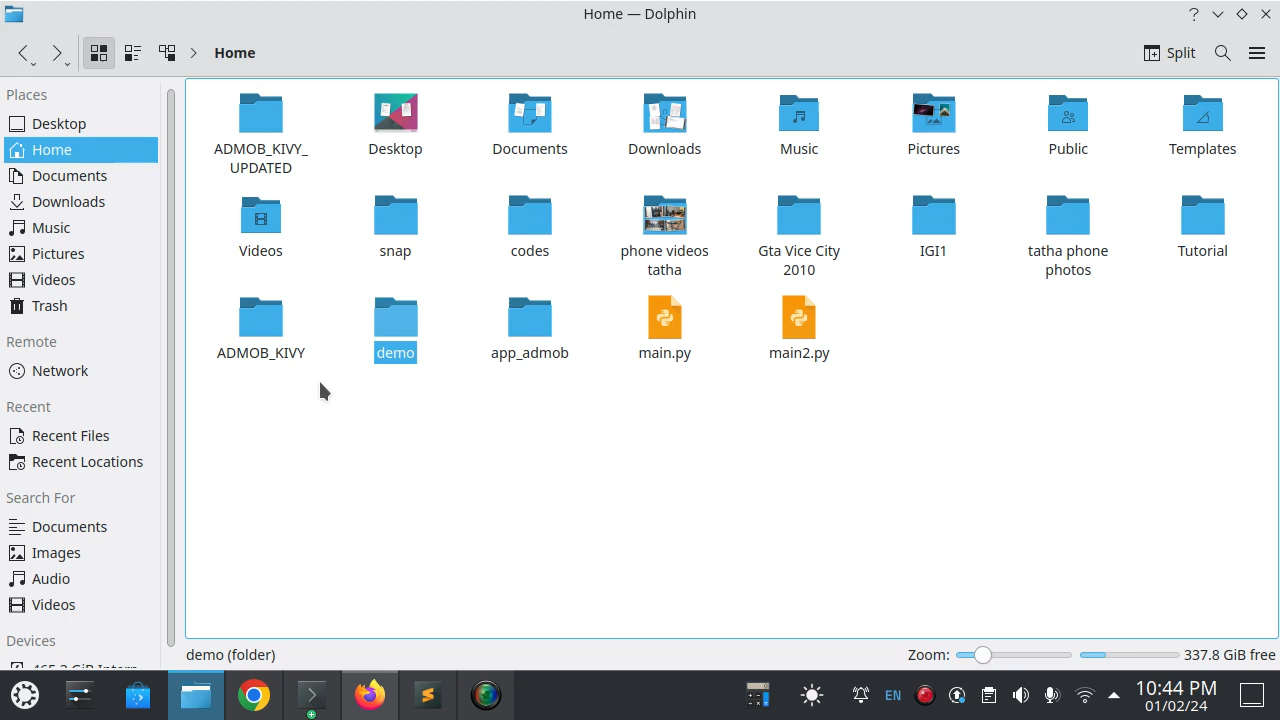 Home — Dolphin
Home
Split
Places
Desktop
Home
Documents
Downloads
Music
Pictures
Videos
Trash
Remote
Network
Recent
Recent Files
Recent Locations
Search For
Documents
Images
Audio
Videos
Devices
ADMOB_KIVY_
UPDATED
Desktop
Documents
Downloads
Music
Pictures
Public
Templates
Videos
snap
codes
phone videos
tatha
Gta Vice City
2010
IGI1
tatha phone
photos
Tutorial
ADMOB_KIVY
demo
app_admob
main.py
main2.py
demo (folder)
Zoom:
337.8 GiB free
EN
10:44 PM
01/02/24